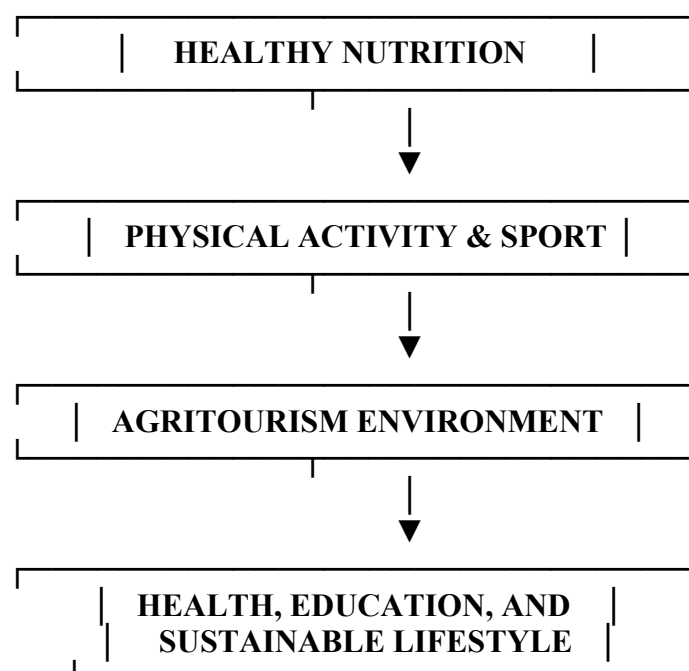 HEALTHY NUTRITION
PHYSICAL ACTIVITY & SPORT
AGRITOURISM ENVIRONMENT
HEALTH, EDUCATION, AND
SUSTAINABLE LIFESTYLE